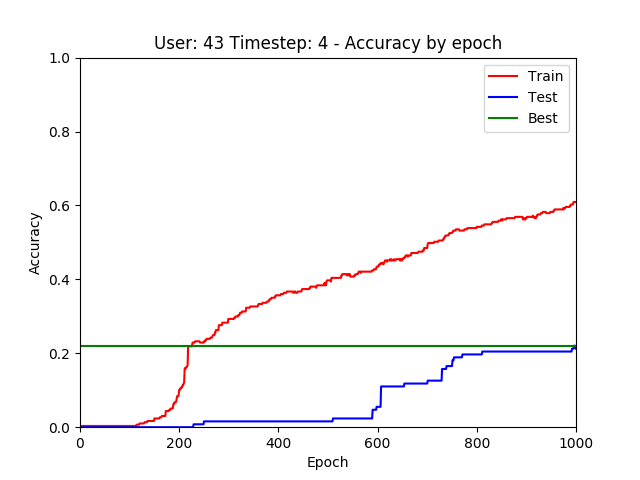 User: 43 Timestep: 4 - Accuracy by epoch
Train
Test
Best
Accuracy
1.0
0.8
0.6
0.4
0.2
0.0
0 200 400 600 800 1000
Epoch